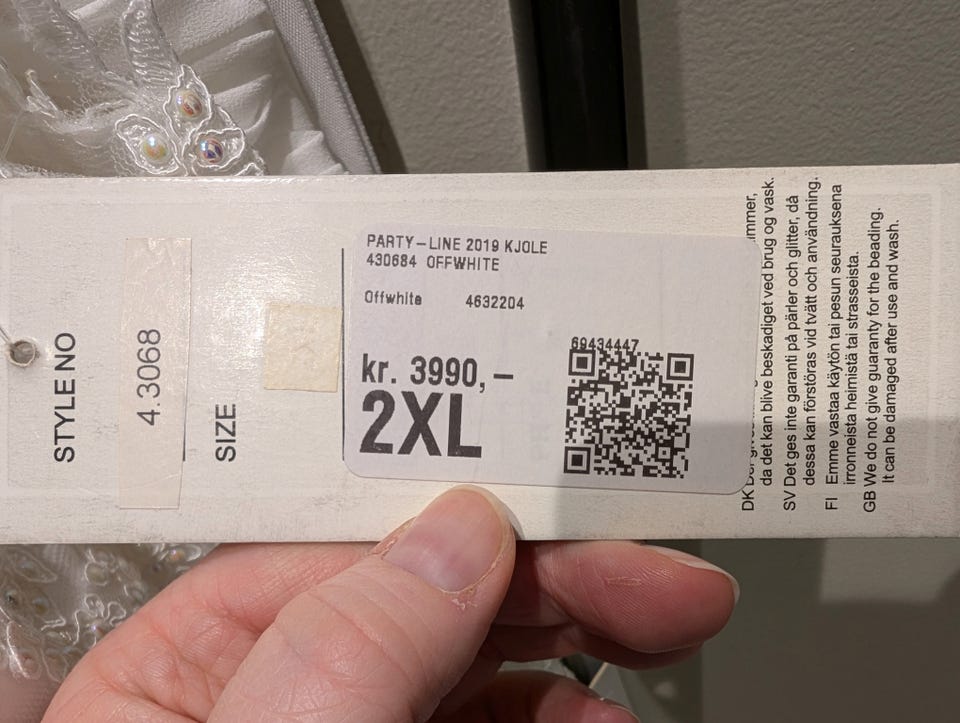 STYLE NO
4.3068
SIZE
PARTY-LINE 2019 KJOLE
430684 OFFWHITE
Offwhite 4632204
69434447
kr. 3990,-
2XL
DK
da det kan blive beskadiget ved brug og vask.
SV Det ges inte garanti på pärler och glitter, då
dessa kan förstöras vid tvätt och användning.
FI Emme vastaa käytön tai pesun seurauksena
irronneista helmistä tai strasseista.
GB We do not give guaranty for the beading.
It can be damaged after use and wash.